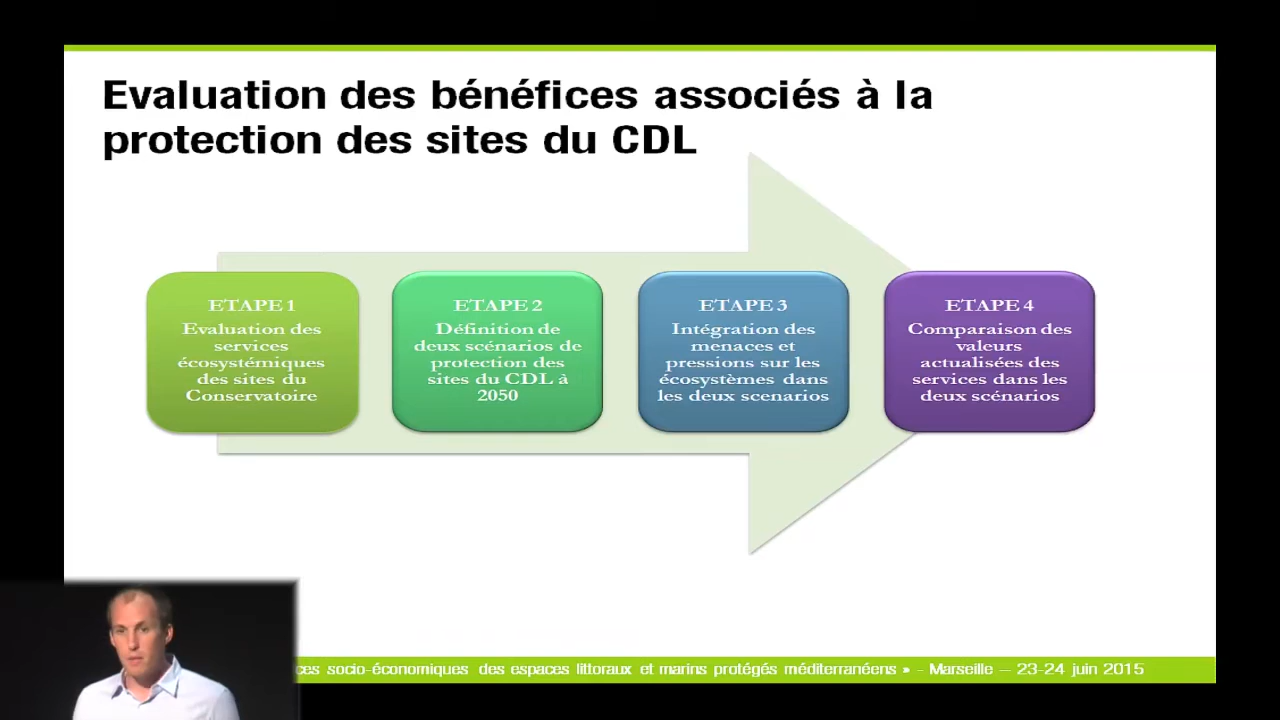 Evaluation des bénéfices associés à la
protection des sites du CDL
ETAPE 1
Evaluation des
services
écosystémiques
des sites du
Conservatoire
ETAPE 2
Définition de
deux scénarios de
protection des
sites du CDL à
2050
ETAPE 3
Intégration des
menaces et
pressions sur les
écosystèmes dans
les deux scenarios
ETAPE 4
Comparaison des
valeurs
actualisées des
services dans les
deux scénarios
socio-économiques des espaces littoraux et marins protégés méditerranéens » - Marseille – 23-24 juin 2015